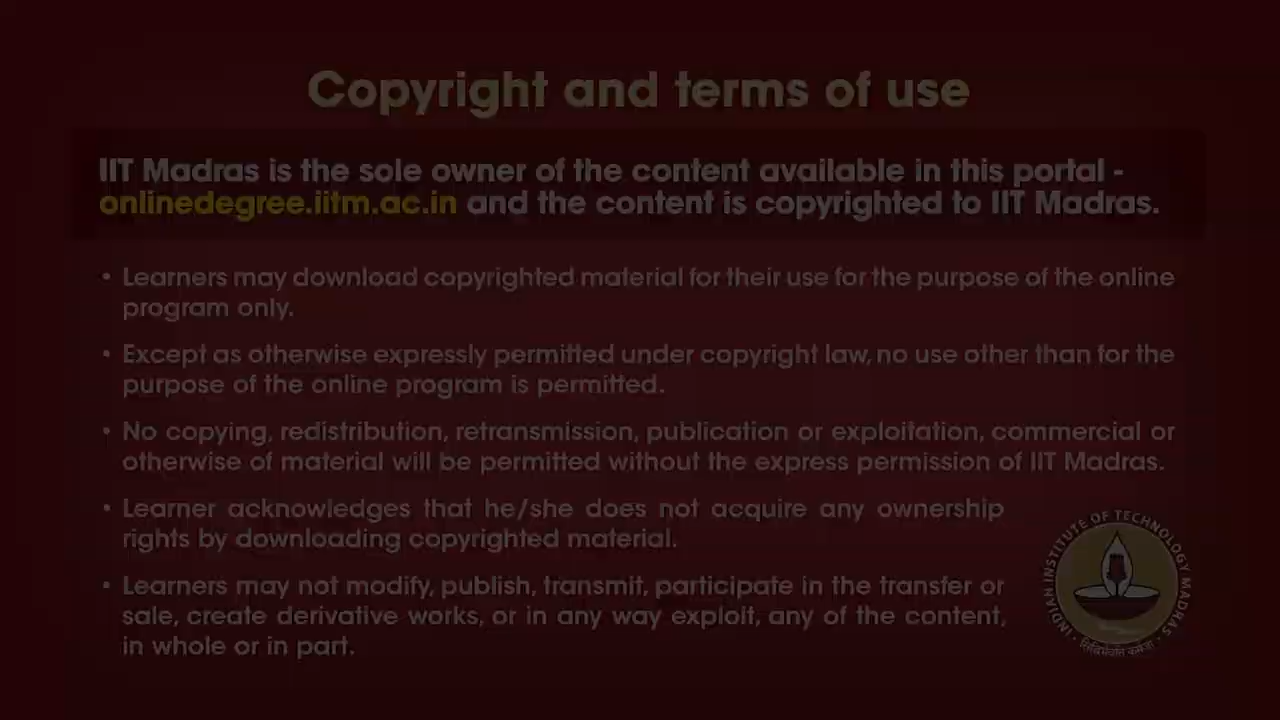 Copyright and terms of use
IIT Madras is the sole owner of the content available in this portal -
onlinedegree.iitm.ac.in and the content is copyrighted to IIT Madras.
• Learners may download copyrighted material for their use for the purpose of the online
program only.
• Except as otherwise expressly permitted under copyright law, no use other than for the
purpose of the online program is permitted.
• No copying, redistribution, retransmission, publication or exploitation, commercial or
otherwise of material will be permitted without the express permission of IIT Madras.
• Learner acknowledges that he/she does not acquire any ownership
rights by downloading copyrighted material.
• Learners may not modify, publish, transmit, participate in the transfer or
sale, create derivative works, or in any way exploit, any of the content,
in whole or in part.
INDIAN INSTITUTE OF TECHNOLOGY MADRAS